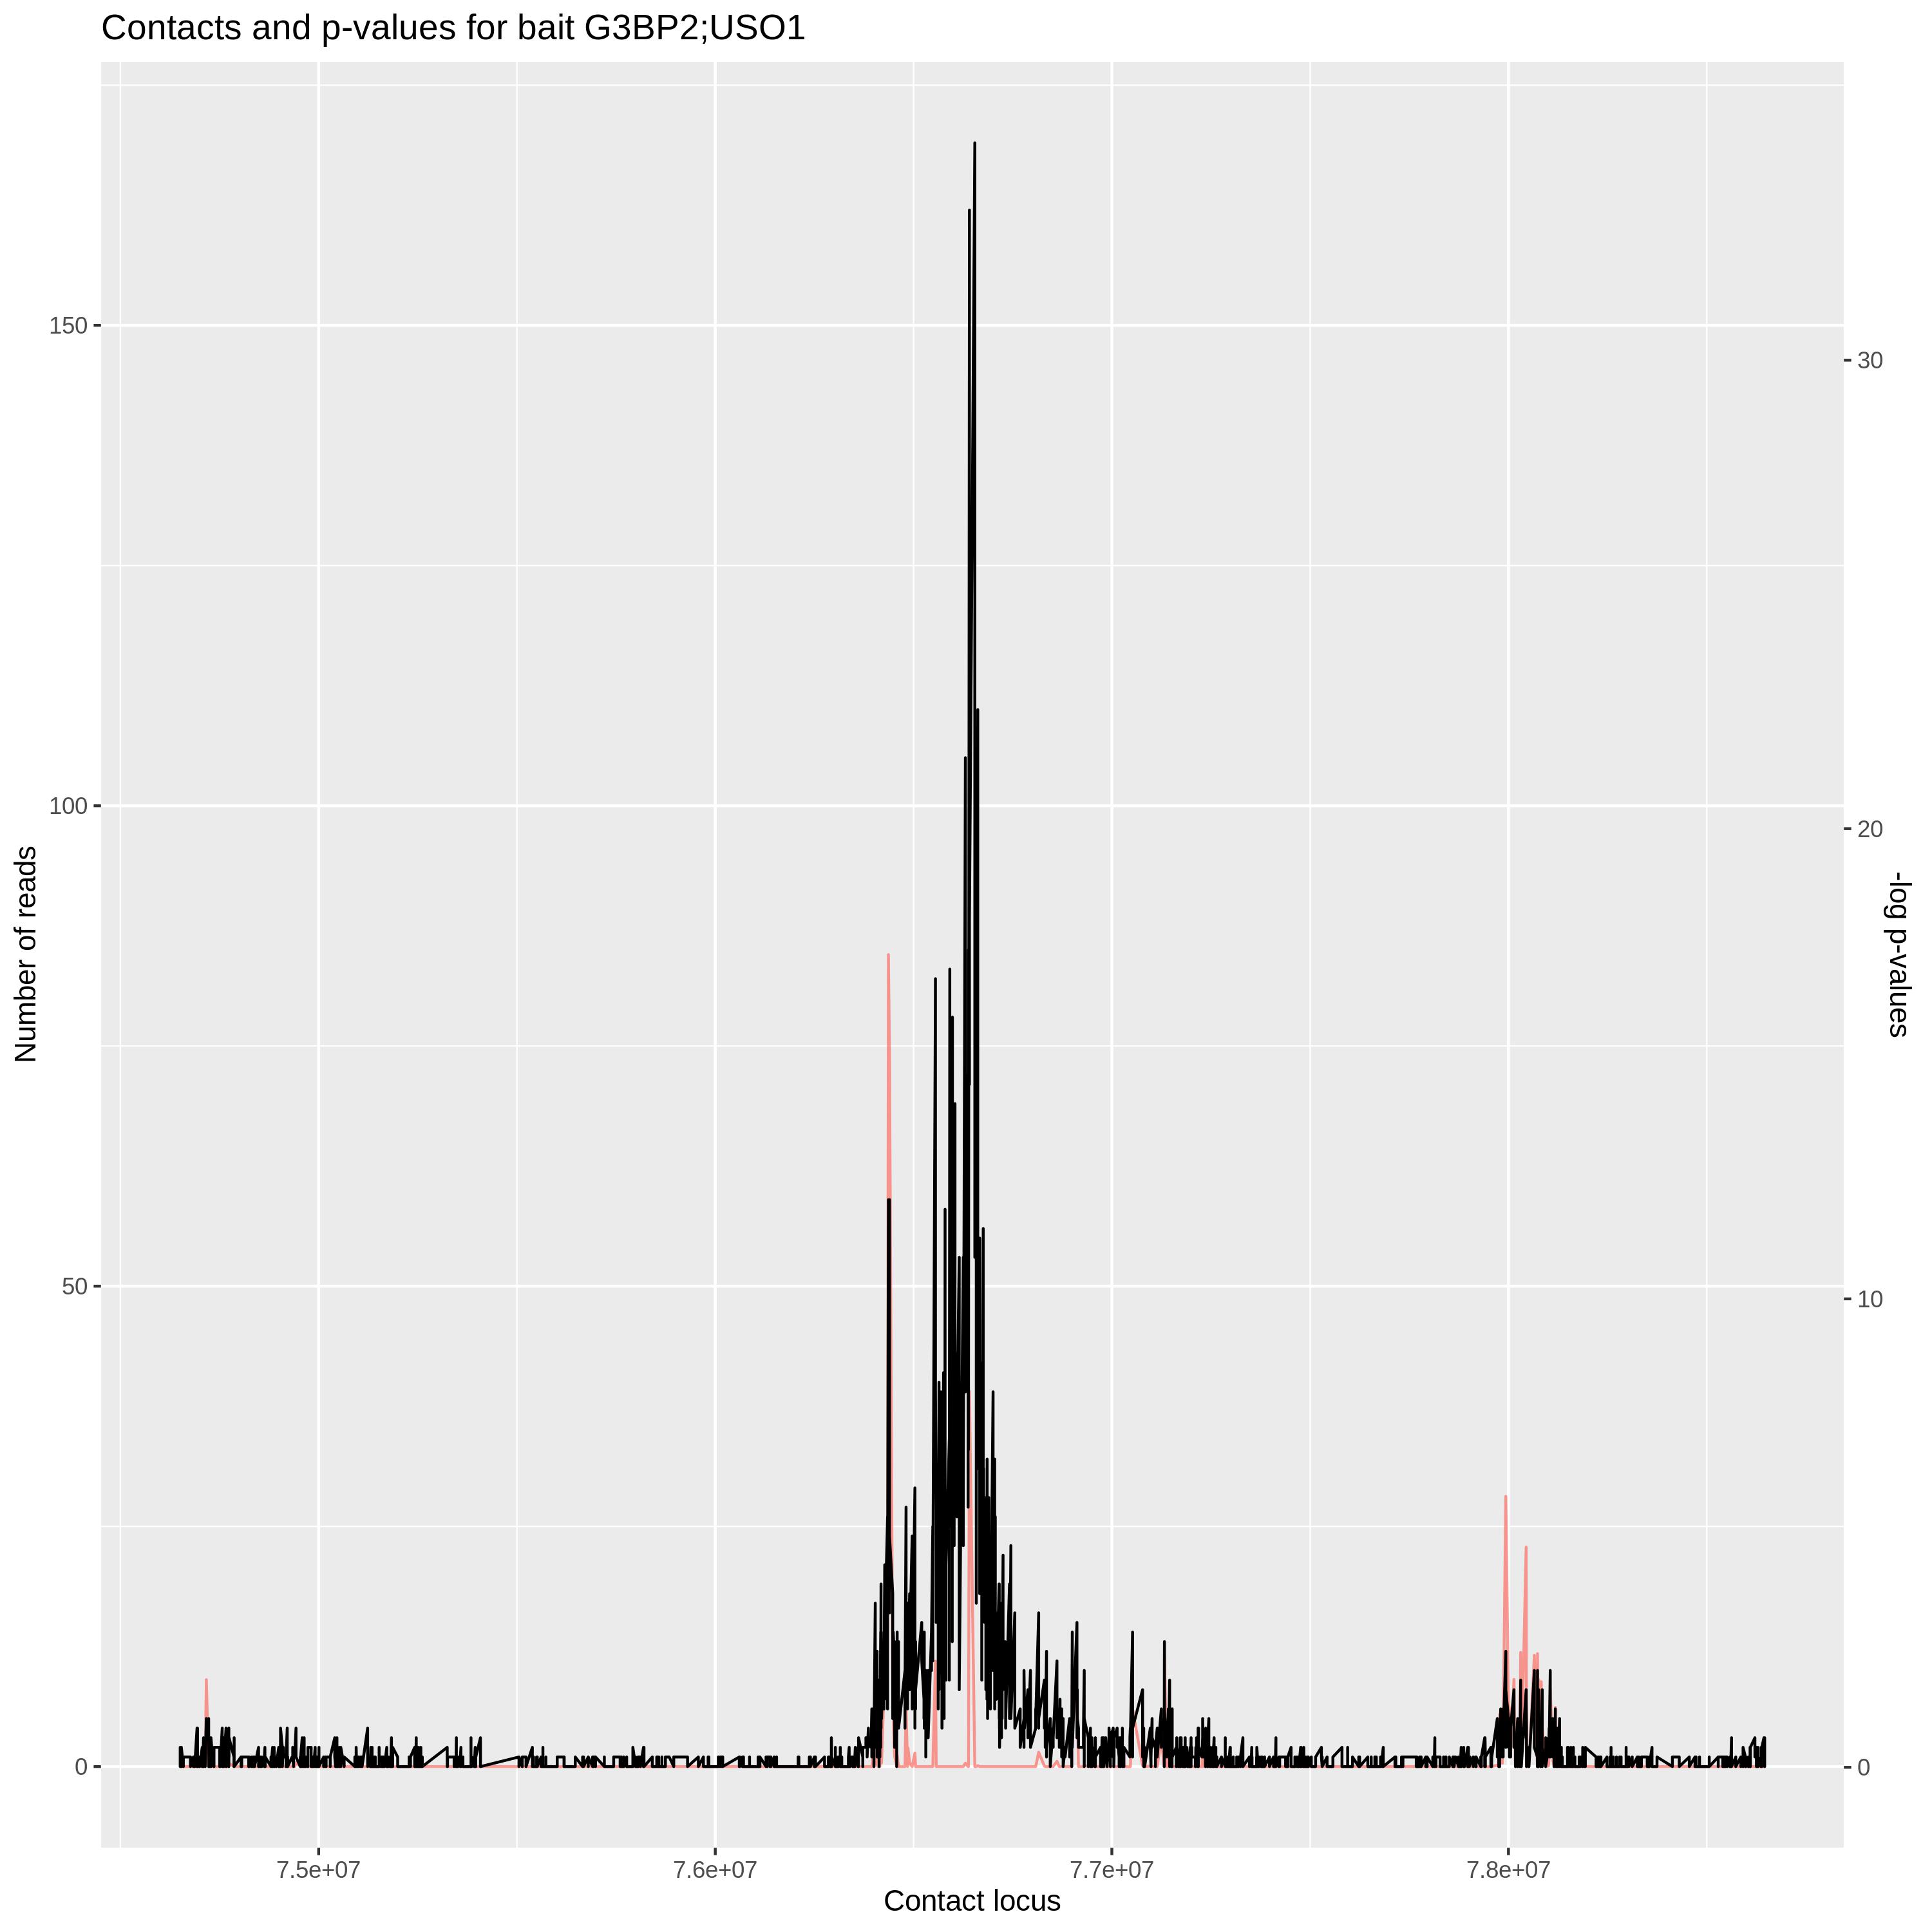 Contacts and p-values for bait G3BP2;USO1
Number of reads
150
100
50
0
30
20
10
0
-log p-values
7.5e+07 7.6e+07 7.7e+07 7.8e+07
Contact locus